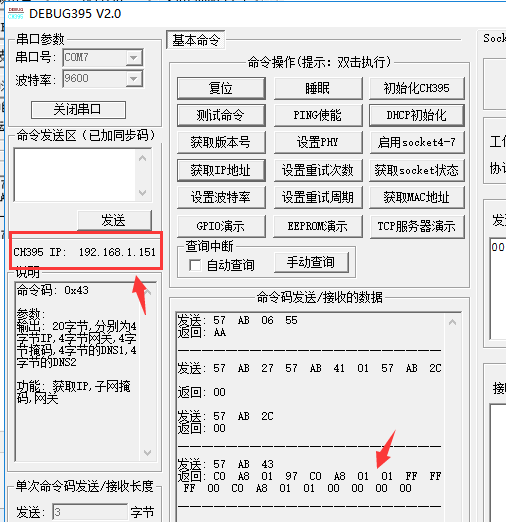 DEBUG395 V2.0
串口参数
串口号: COM7
波特率: 9600
关闭串口
命令发送区 (已加同步码)
发送
CH395 IP: 192.168.1.151
说明
命令码: 0x43
参数:
输出: 20字节,分别为4
字节IP,4字节网关,4字
节掩码,4字节的DNS1,4
字节的DNS2
功能: 获取IP,子网掩
码,网关
单次命令码发送/接收长度
发送: 3 字节
基本命令
命令操作(提示: 双击执行)
复位 睡眠 初始化CH395
测试命令 PING使能 DHCP初始化
获取版本号 设置PHY 启用socket4-7
获取IP地址 设置重试次数 获取socket状态
设置波特率 设置重试周期 获取MAC地址
GPIO演示 EEPROM演示 TCP服务器演示
查询中断
自动查询 手动查询
命令码发送/接收的数据
发送: 57 AB 06 55
返回: AA
发送: 57 AB 27 57 AB 41 01 57 AB 2C
返回: 00
发送: 57 AB 2C
返回: 00
发送: 57 AB 43
返回: C0 A8 01 97 C0 A8 01 01 FF FF
FF 00 C0 A8 01 01 00 00 00 00
Sock
工作
协议
发送
00
接收